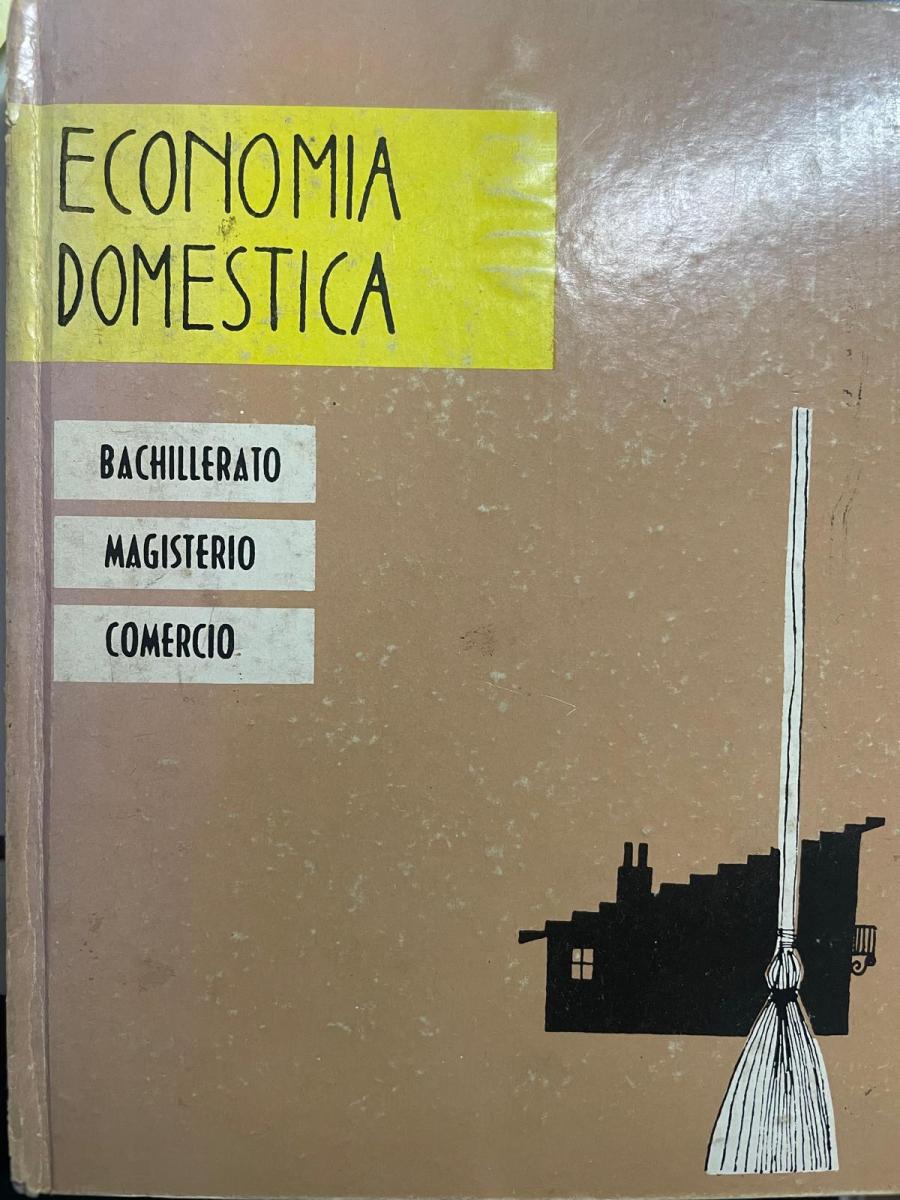 ECONOMIA
DOMESTICA
BACHILLERATO
MAGISTERIO
COMERCIO